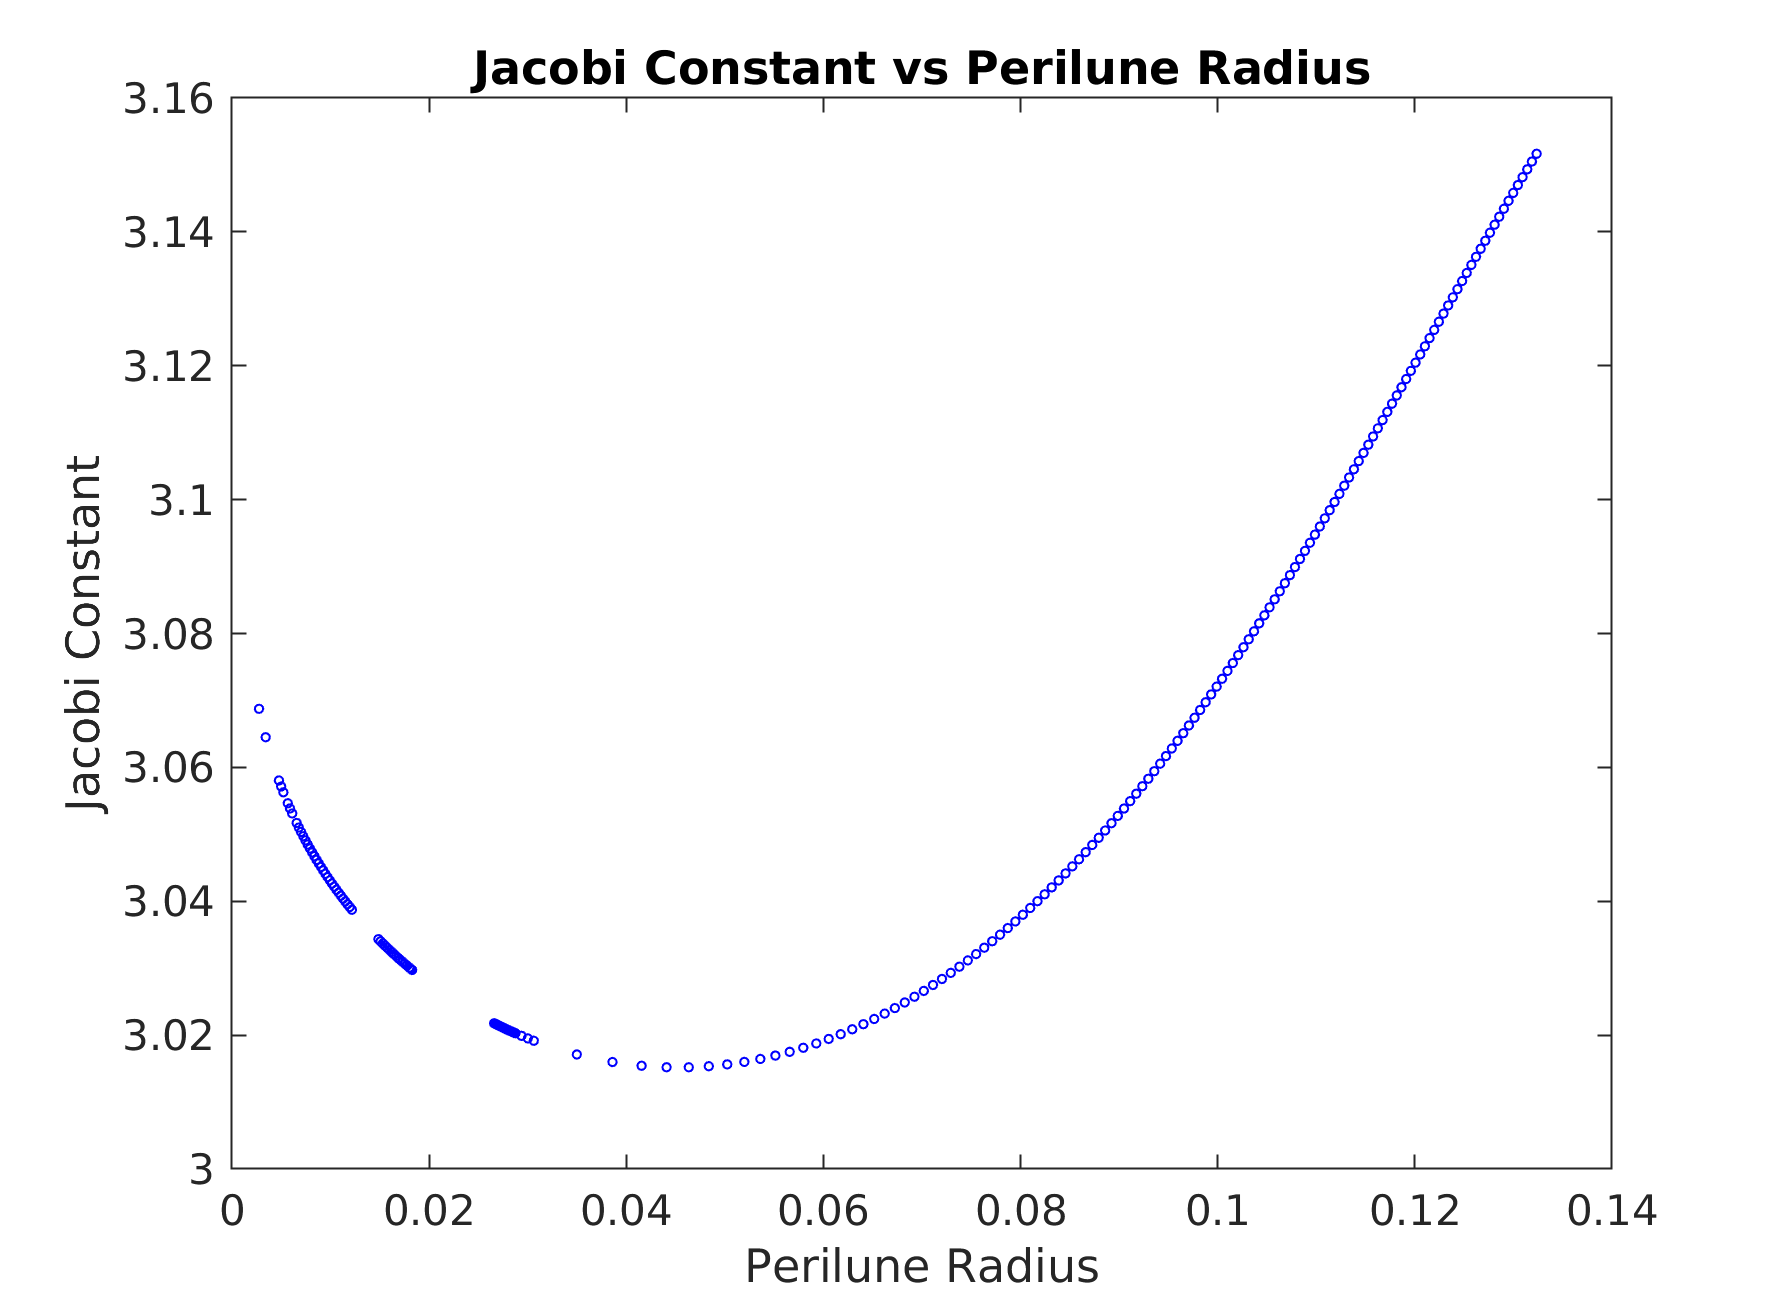 Jacobi Constant vs Perilune Radius
3.16
3.14
3.12
3.1
3.08
3.06
3.04
3.02
3
Jacobi Constant
0 0.02 0.04 0.06 0.08 0.1 0.12 0.14
Perilune Radius